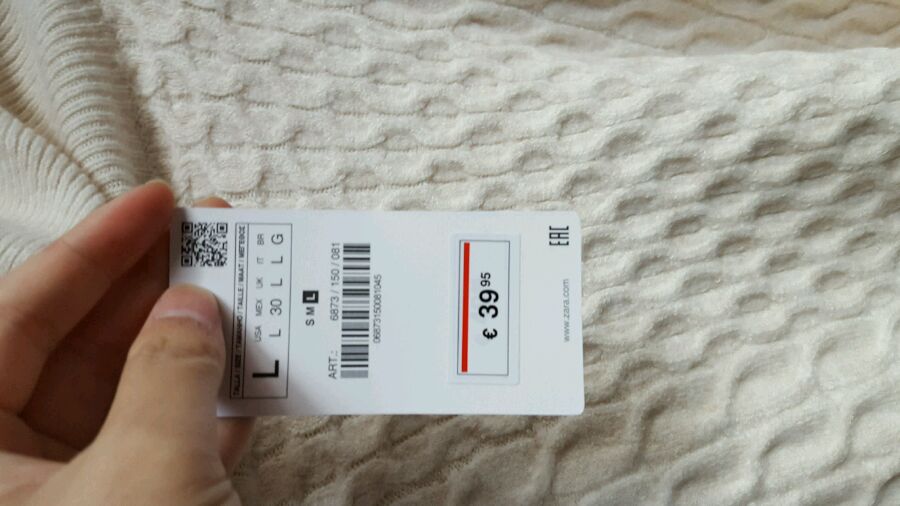 TALLA / SIZE / TAMANHO / TAILLE / MAAT / ΜΕΓΕΘΟΣ
USA MEX UK IT BR
L L 30 L L G
S M L
ART.: 6873 / 150 / 081
06873150081045
€ 39 95
www.zara.com
EAC